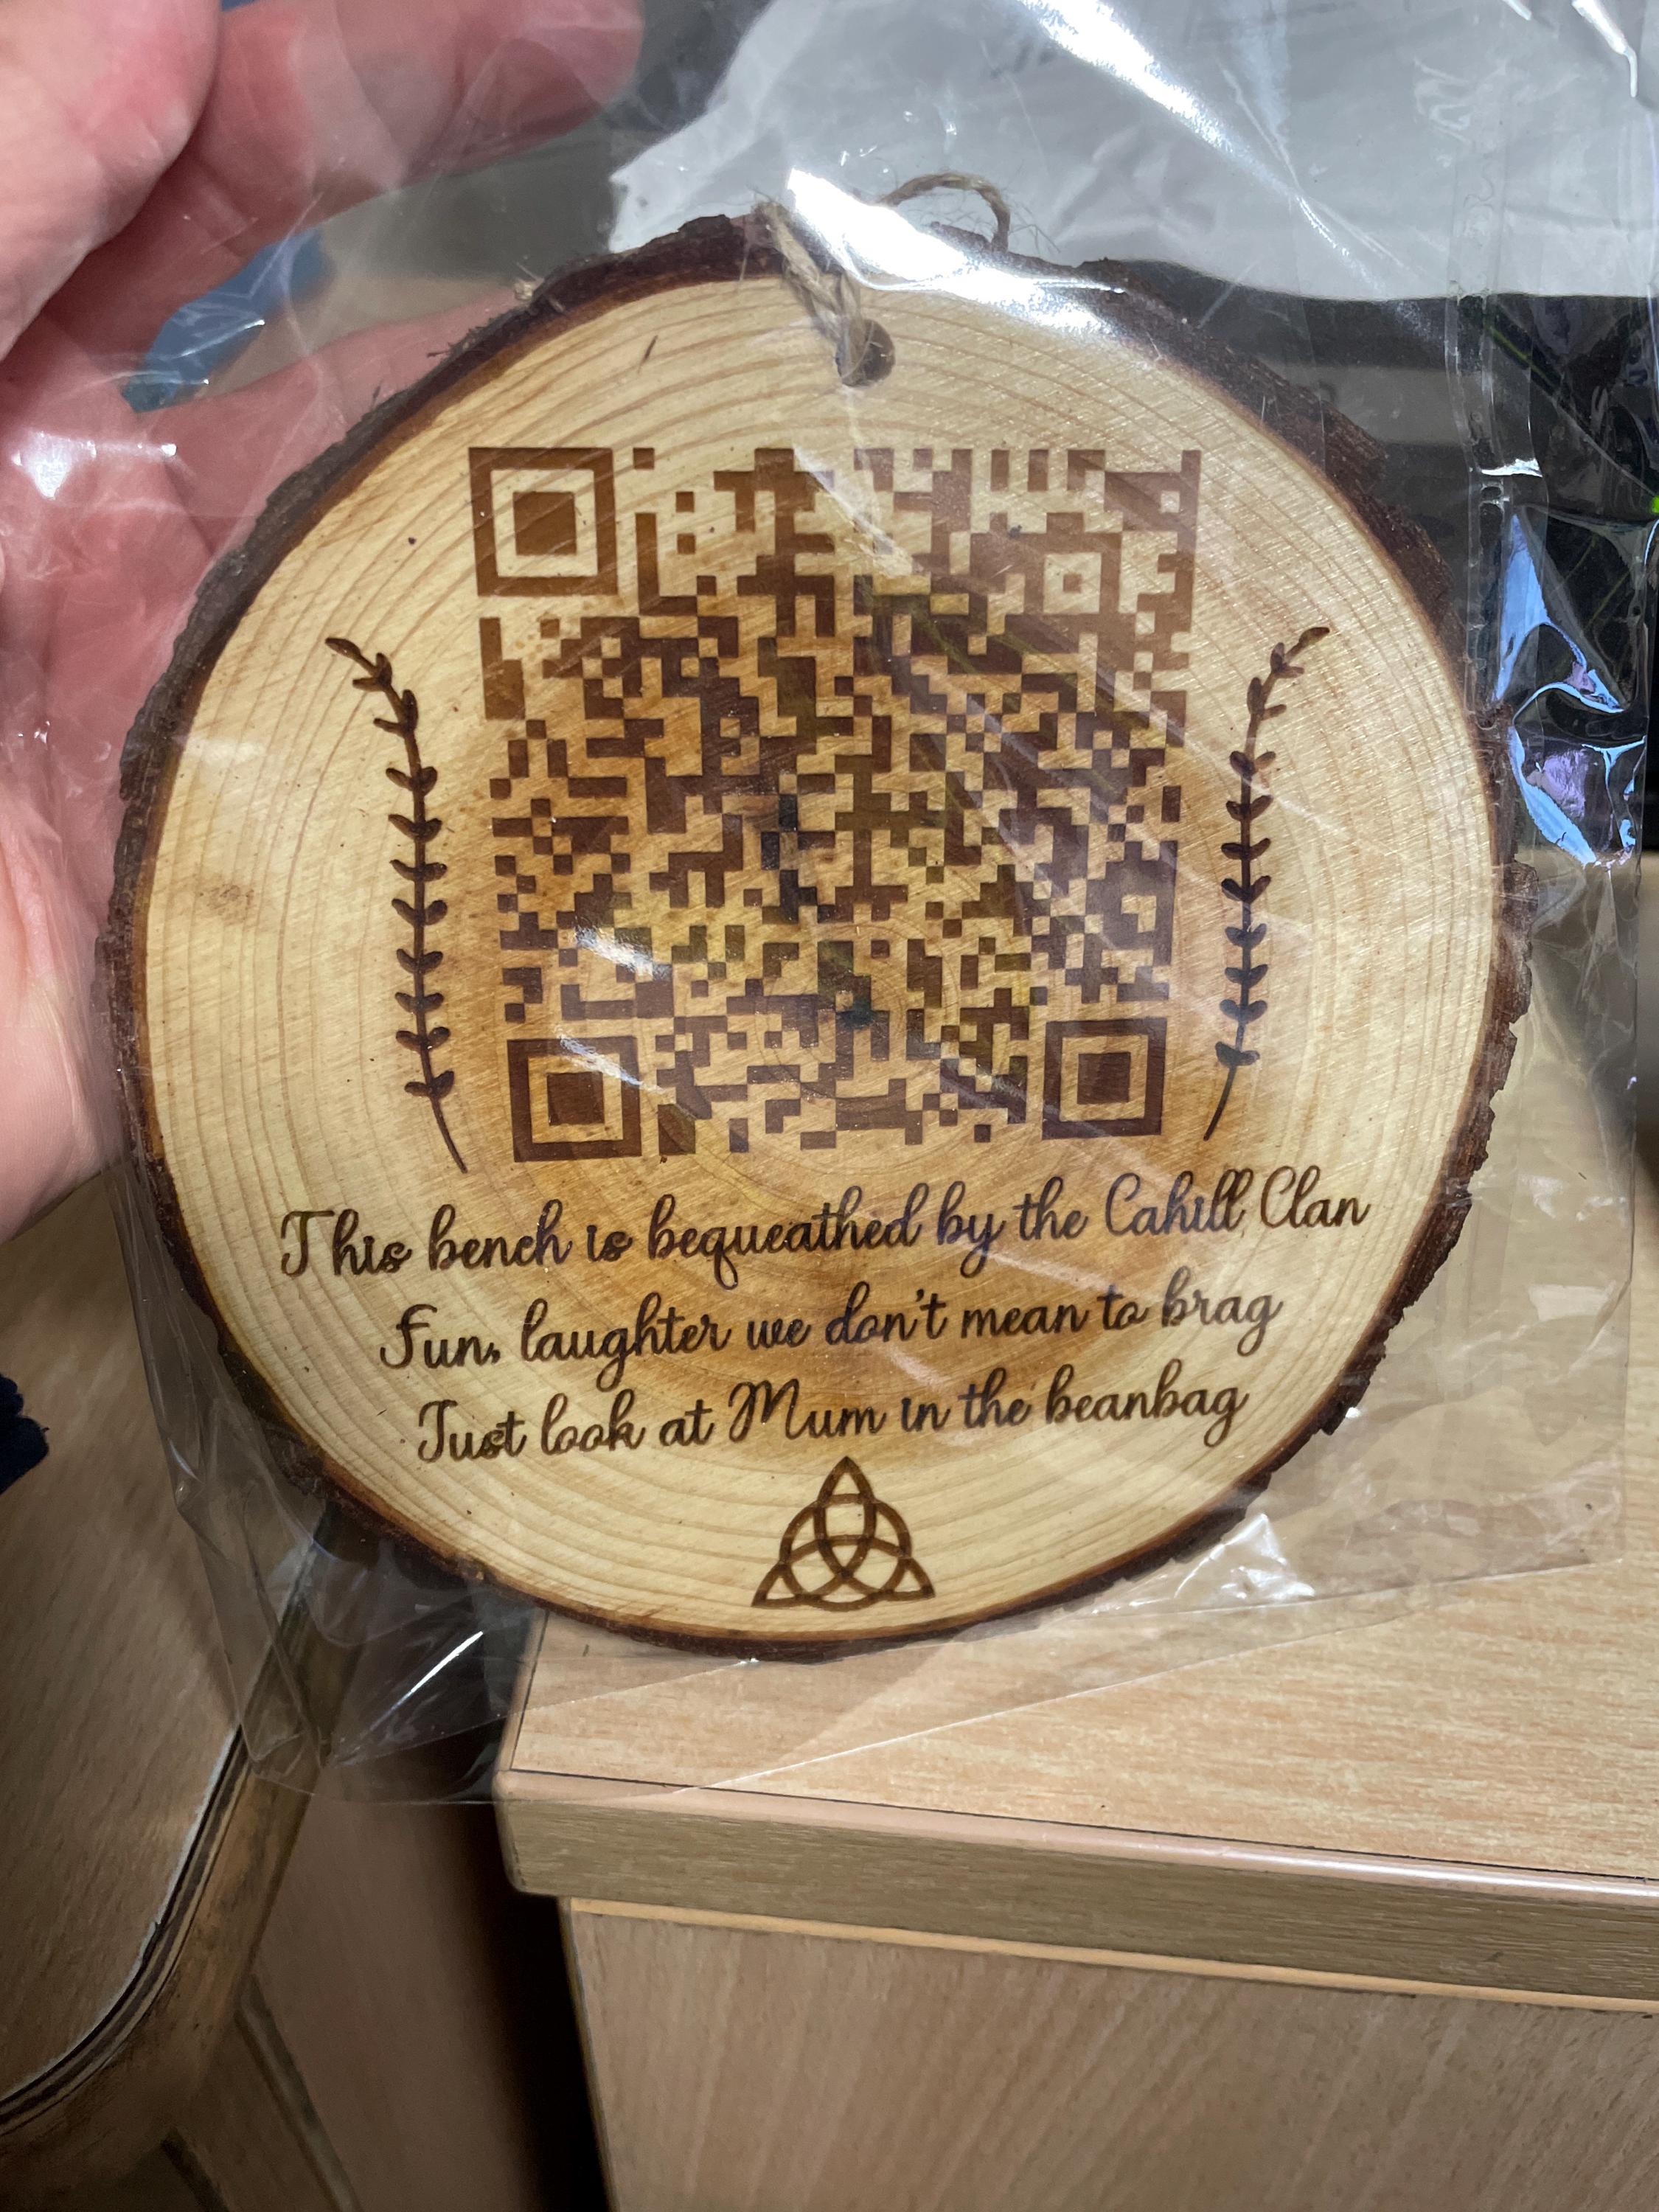 This bench is bequeathed by the Cahill Clan
Fun, laughter we don't mean to brag
Just look at Mum in the beanbag